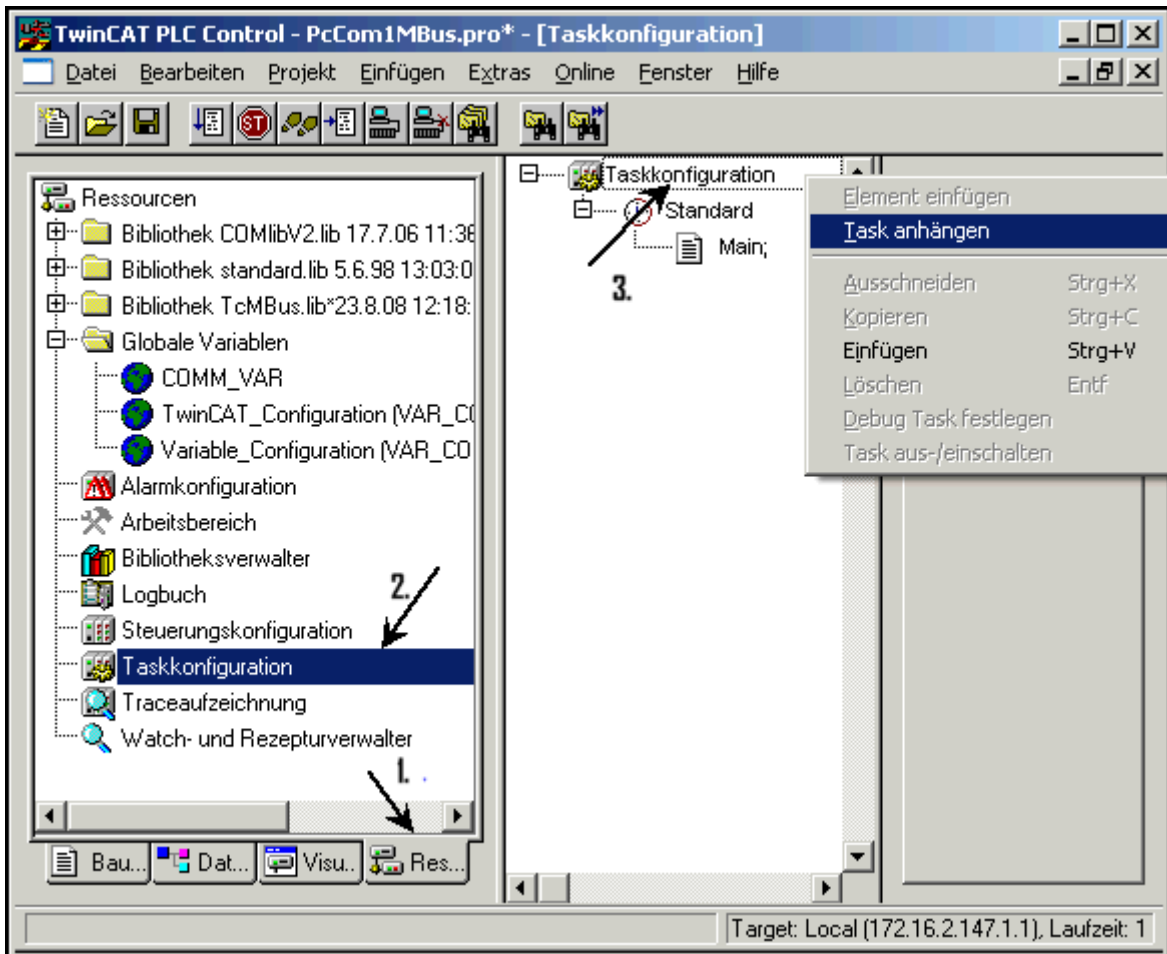 TwinCAT PLC Control - PcCom1MBus.pro* - [Taskkonfiguration]
Datei Bearbeiten Projekt Einfügen Extras Online Fenster Hilfe
ST
Ressourcen
Bibliothek COMlibV2.lib 17.7.06 11:38
Bibliothek standard.lib 5.6.98 13:03:0
Bibliothek TcMBus.lib*23.8.08 12:18:
Globale Variablen
COMM_VAR
TwinCAT_Configuration (VAR_CO
Variable_Configuration (VAR_CO
Alarmkonfiguration
Arbeitsbereich
Bibliotheksverwalter
Logbuch
2.
Steuerungskonfiguration
Taskkonfiguration
Traceaufzeichnung
Watch- und Rezepturverwalter
1.
Bau... Dat... Visu.. Res...
Taskkonfiguration
Standard
Main;
3.
Element einfügen
Task anhängen
Ausschneiden Strg+X
Kopieren Strg+C
Einfügen Strg+V
Löschen Entf
Debug Task festlegen
Task aus-/einschalten
Target: Local (172.16.2.147.1.1), Laufzeit: 1